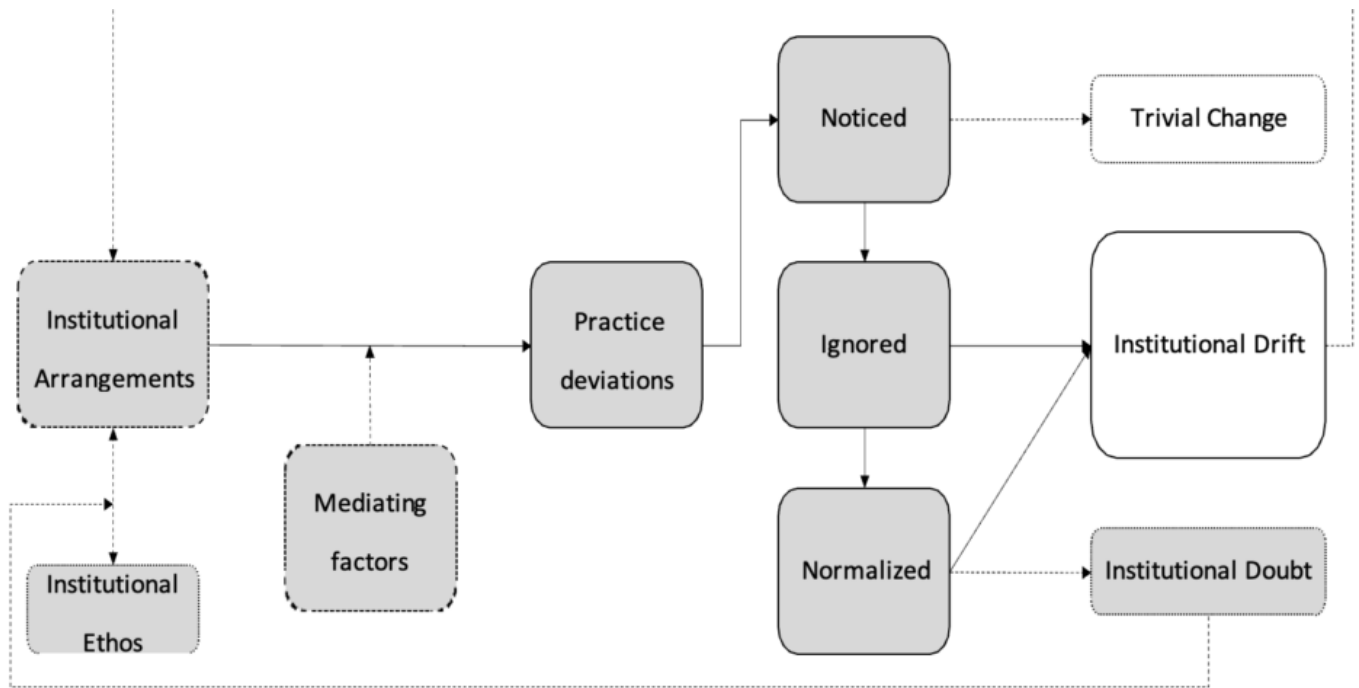 Noticed
Trivial Change
Institutional
Arrangements
Practice
deviations
Ignored
Institutional Drift
Mediating
factors
Normalized
Institutional Doubt
Institutional
Ethos